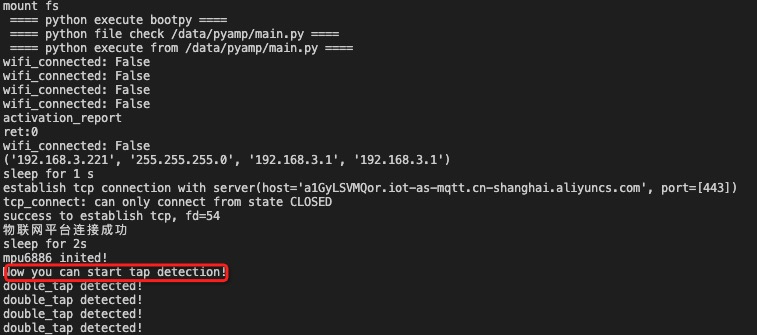 mount fs
==== python execute bootpy ====
==== python file check /data/pyamp/main.py ====
==== python execute from /data/pyamp/main.py ====
wifi_connected: False
wifi_connected: False
wifi_connected: False
wifi_connected: False
activation_report
ret:0
wifi_connected: False
('192.168.3.221', '255.255.255.0', '192.168.3.1', '192.168.3.1')
sleep for 1 s
establish tcp connection with server(host='a1GyLSVMQor.iot-as-mqtt.cn-shanghai.aliyuncs.com', port=[443])
tcp_connect: can only connect from state CLOSED
success to establish tcp, fd=54
物联网平台连接成功
sleep for 2s
mpu6886 inited!
Now you can start tap detection!
double_tap detected!
double_tap detected!
double_tap detected!
double_tap detected!